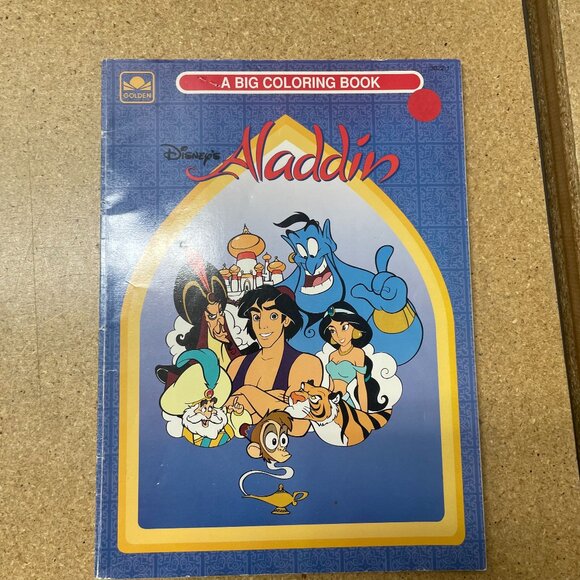 A BIG COLORING BOOK
GOLDEN
DISNEY'S
Aladdin